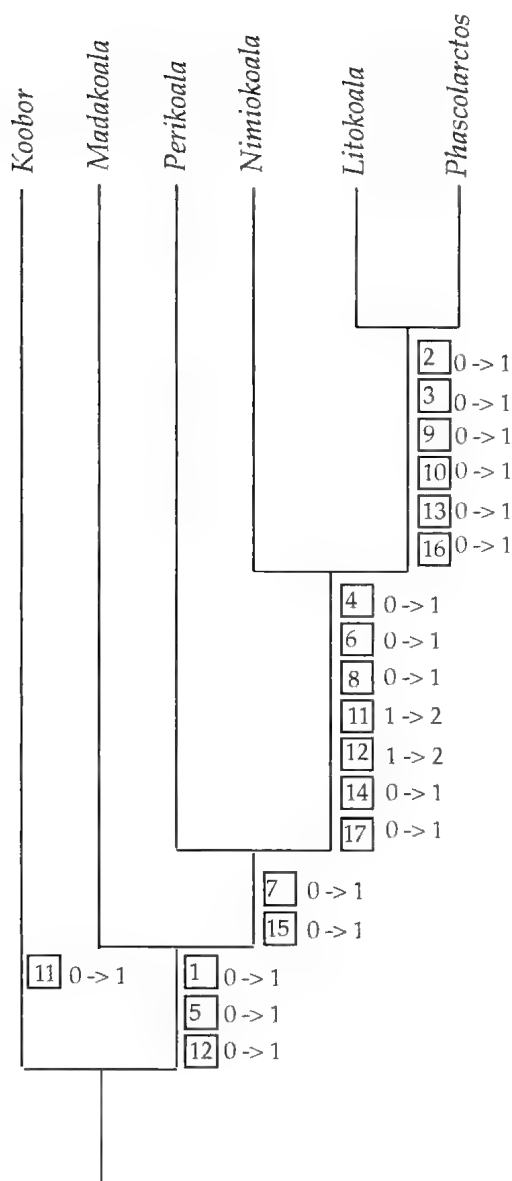 Koobor
Madakoala
Perikoala
Nimiokoala
Litokoala
Phascolarctos
2 0 -> 1
3 0 -> 1
9 0 -> 1
10 0 -> 1
13 0 -> 1
16 0 -> 1
4 0 -> 1
6 0 -> 1
8 0 -> 1
11 1 -> 2
12 1 -> 2
14 0 -> 1
17 0 -> 1
7 0 -> 1
15 0 -> 1
11 0 -> 1
1 0 -> 1
5 0 -> 1
12 0 -> 1